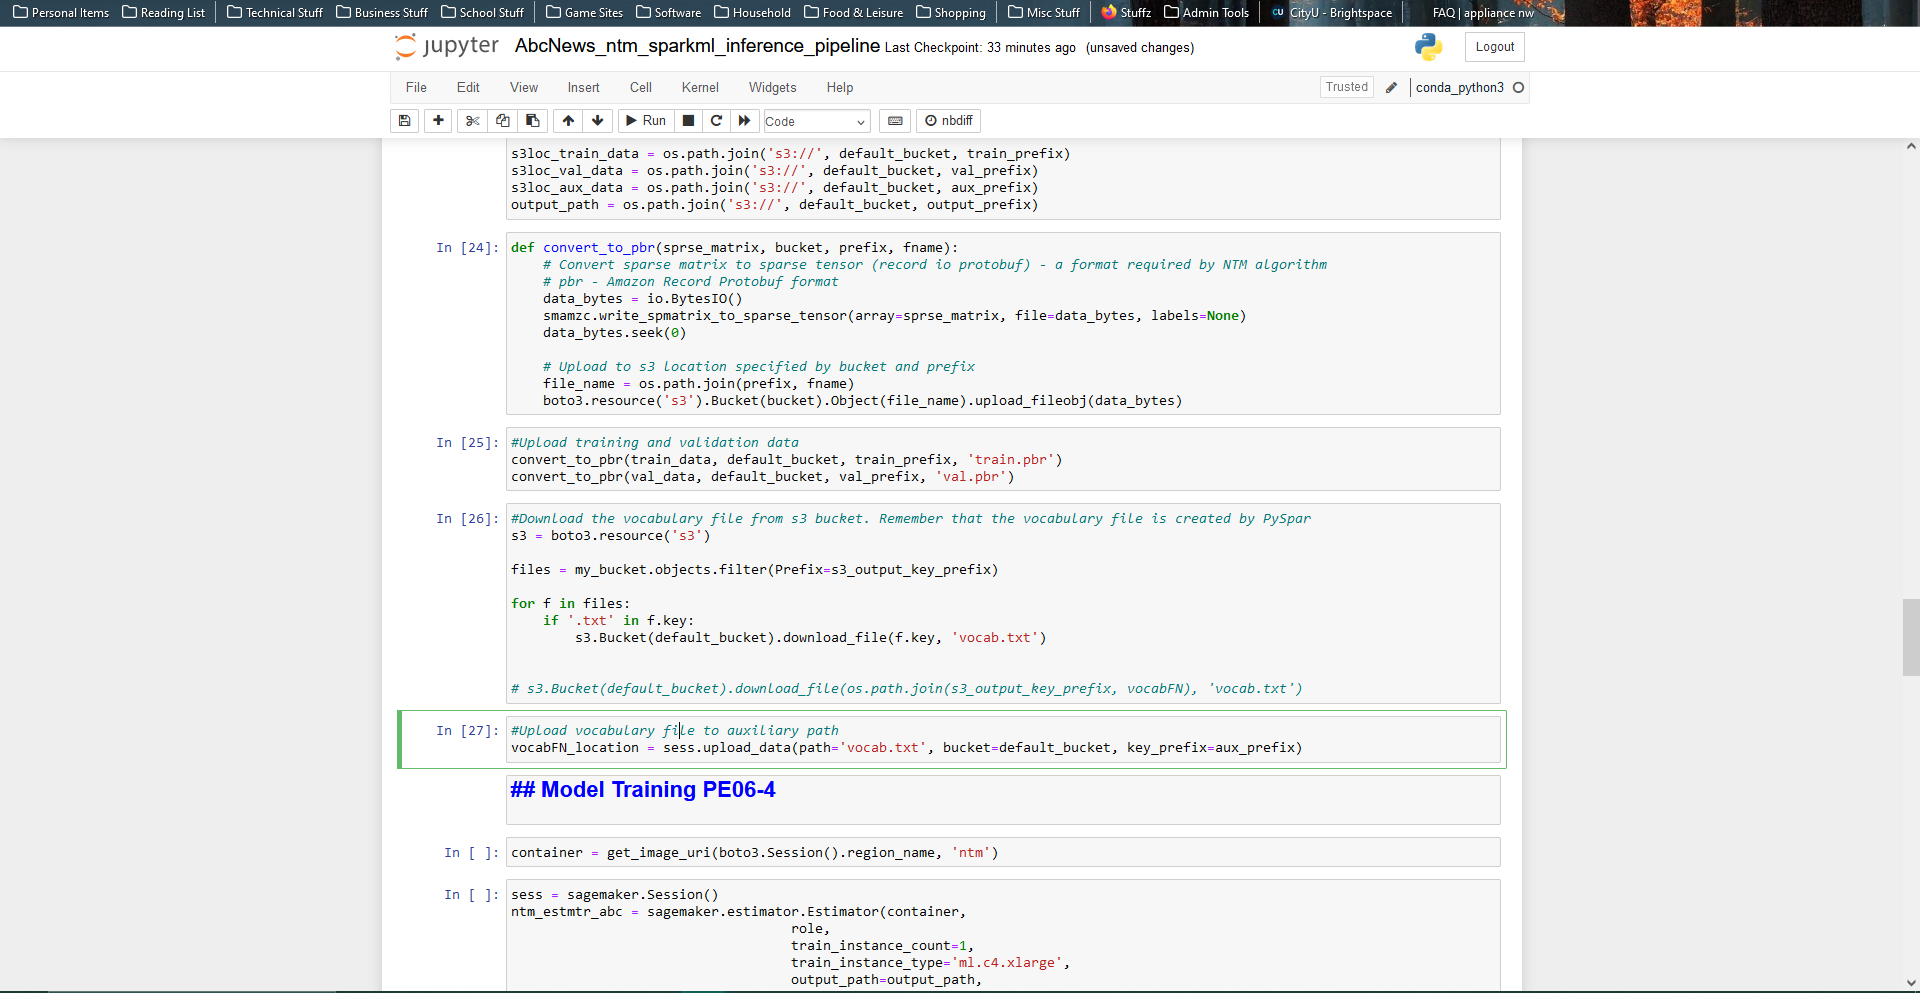 Personal Items Reading List Technical Stuff Business Stuff School Stuff Game Sites Software Household Food & Leisure Shopping Misc Stuff Stuffz Admin Tools CU CityU - Brightspace FAQ | appliance nw
jupyter AbcNews_ntm_sparkml_inference_pipeline Last Checkpoint: 33 minutes ago (unsaved changes) Logout
File Edit View Insert Cell Kernel Widgets Help Trusted conda_python3
Run Code nbdiff
s3loc_train_data = os.path.join('s3://', default_bucket, train_prefix)
s3loc_val_data = os.path.join('s3://', default_bucket, val_prefix)
s3loc_aux_data = os.path.join('s3://', default_bucket, aux_prefix)
output_path = os.path.join('s3://', default_bucket, output_prefix)
In [24]: def convert_to_pbr(sprse_matrix, bucket, prefix, fname):
# Convert sparse matrix to sparse tensor (record io protobuf) - a format required by NTM algorithm
# pbr - Amazon Record Protobuf format
data_bytes = io.BytesIO()
smamzc.write_spmatrix_to_sparse_tensor(array=sprse_matrix, file=data_bytes, labels=None)
data_bytes.seek(0)
# Upload to s3 location specified by bucket and prefix
file_name = os.path.join(prefix, fname)
boto3.resource('s3').Bucket(bucket).Object(file_name).upload_fileobj(data_bytes)
In [25]: #Upload training and validation data
convert_to_pbr(train_data, default_bucket, train_prefix, 'train.pbr')
convert_to_pbr(val_data, default_bucket, val_prefix, 'val.pbr')
In [26]: #Download the vocabulary file from s3 bucket. Remember that the vocabulary file is created by PySpar
s3 = boto3.resource('s3')
files = my_bucket.objects.filter(Prefix=s3_output_key_prefix)
for f in files:
if '.txt' in f.key:
s3.Bucket(default_bucket).download_file(f.key, 'vocab.txt')
# s3.Bucket(default_bucket).download_file(os.path.join(s3_output_key_prefix, vocabFN), 'vocab.txt')
In [27]: #Upload vocabulary file to auxiliary path
vocabFN_location = sess.upload_data(path='vocab.txt', bucket=default_bucket, key_prefix=aux_prefix)
## Model Training PE06-4
In [ ]: container = get_image_uri(boto3.Session().region_name, 'ntm')
In [ ]: sess = sagemaker.Session()
ntm_estmtr_abc = sagemaker.estimator.Estimator(container,
role,
train_instance_count=1,
train_instance_type='ml.c4.xlarge',
output_path=output_path,